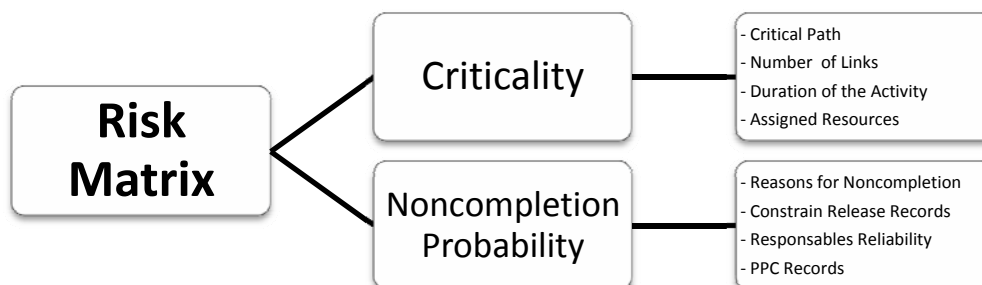 Risk
Matrix
Criticality
- Critical Path
- Number of Links
- Duration of the Activity
- Assigned Resources
Noncompletion
Probability
- Reasons for Noncompletion
- Constrain Release Records
- Responsables Reliability
- PPC Records